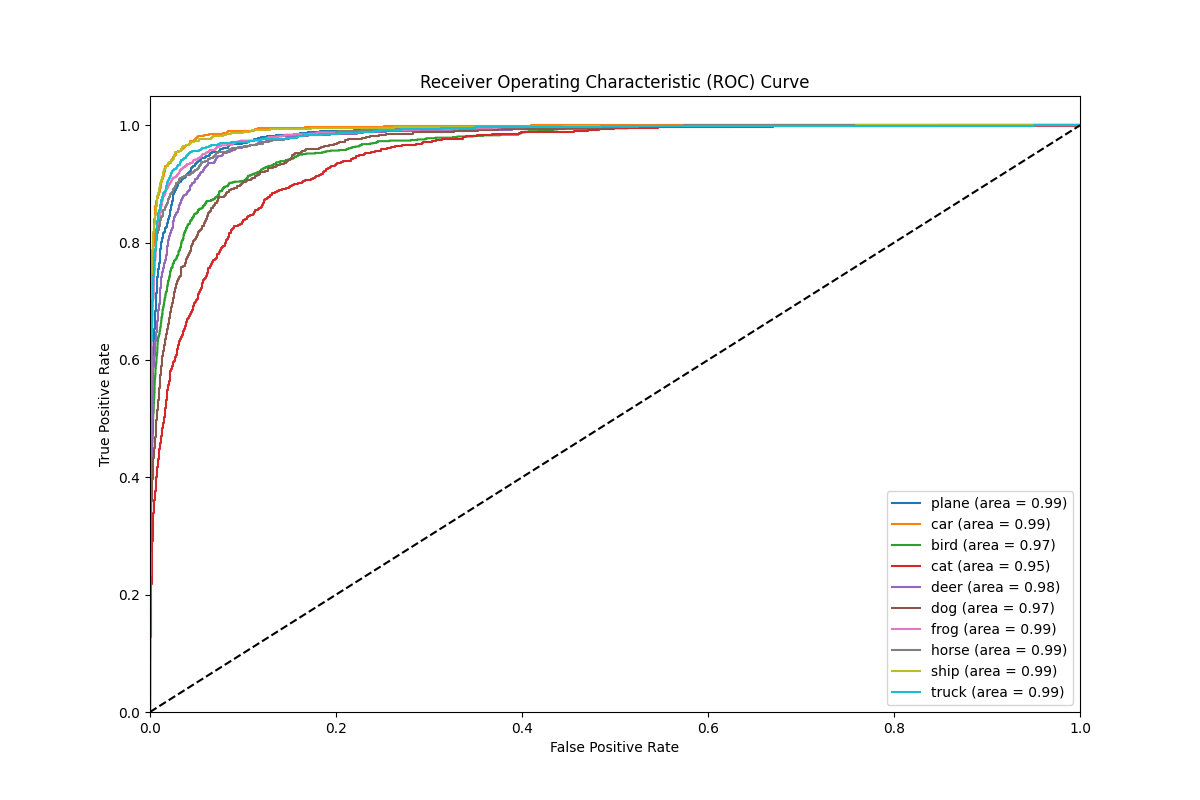 Receiver Operating Characteristic (ROC) Curve
True Positive Rate
1.0
0.8
0.6
0.4
0.2
0.0
plane (area = 0.99)
car (area = 0.99)
bird (area = 0.97)
cat (area = 0.95)
deer (area = 0.98)
dog (area = 0.97)
frog (area = 0.99)
horse (area = 0.99)
ship (area = 0.99)
truck (area = 0.99)
0.0 0.2 0.4 0.6 0.8 1.0
False Positive Rate